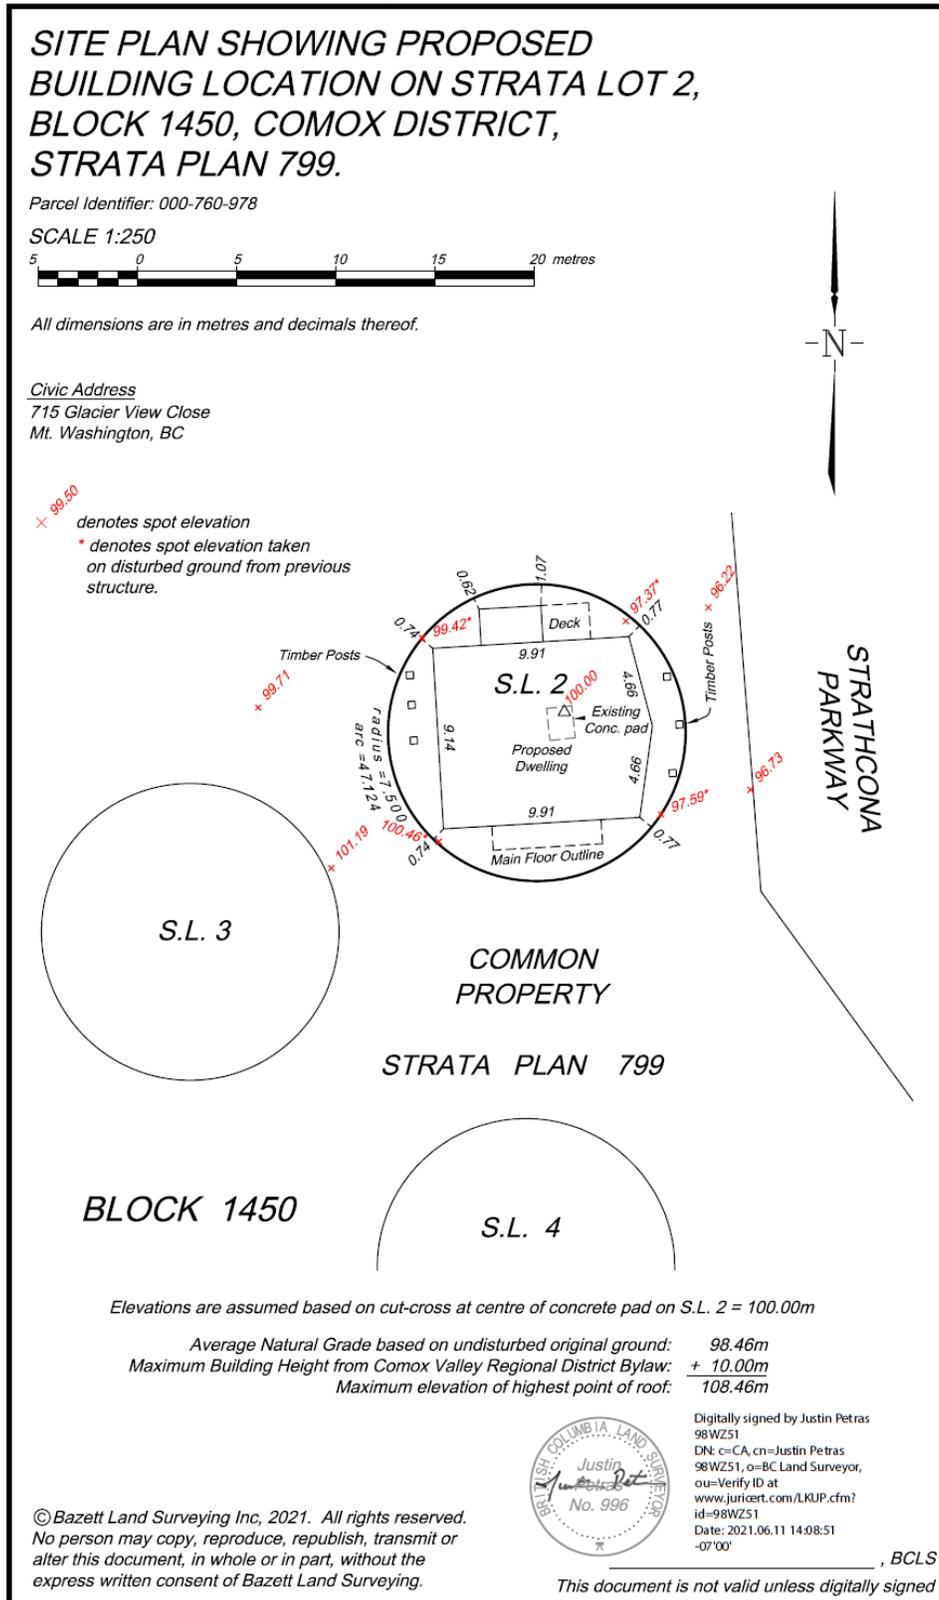 SITE PLAN SHOWING PROPOSED
BUILDING LOCATION ON STRATA LOT 2,
BLOCK 1450, COMOX DISTRICT,
STRATA PLAN 799.
Parcel Identifier: 000-760-978
SCALE 1:250
5 0 5 10 15 20 metres
All dimensions are in metres and decimals thereof.
-N-
Civic Address
715 Glacier View Close
Mt. Washington, BC
99.50
denotes spot elevation
* denotes spot elevation taken
on disturbed ground from previous
structure.
0.62
1.07
97.37*
0.77
96.22
0.74
99.42*
Deck
9.91
Timber Posts
Timber Posts
S.L. 2
4.66
100.00
99.71
Existing
Conc. pad
STRATHCONA
PARKWAY
radius =7.500
arc =47.124
9.14
Proposed
Dwelling
4.66
96.73
97.59*
9.91
100.46*
0.74
0.77
101.19
Main Floor Outline
S.L. 3
COMMON
PROPERTY
STRATA PLAN 799
BLOCK 1450
S.L. 4
Elevations are assumed based on cut-cross at centre of concrete pad on S.L. 2 = 100.00m
Average Natural Grade based on undisturbed original ground: 98.46m
Maximum Building Height from Comox Valley Regional District Bylaw: + 10.00m
Maximum elevation of highest point of roof: 108.46m
BRITISH COLUMBIA LAND SURVEYOR
Justin
Petras
No. 996
Digitally signed by Justin Petras
98WZ51
DN: c=CA, cn=Justin Petras
98WZ51, o=BC Land Surveyor,
ou=Verify ID at
www.juricert.com/LKUP.cfm?
id=98WZ51
Date: 2021.06.11 14:08:51
-07'00'
, BCLS
This document is not valid unless digitally signed
©Bazett Land Surveying Inc, 2021. All rights reserved.
No person may copy, reproduce, republish, transmit or
alter this document, in whole or in part, without the
express written consent of Bazett Land Surveying.